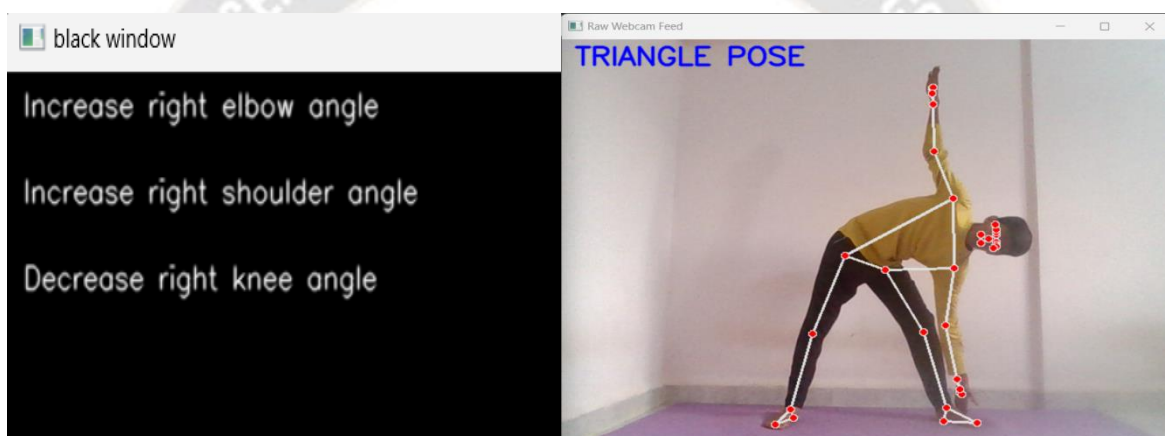 black window
Increase right elbow angle
Increase right shoulder angle
Decrease right knee angle
Raw Webcam Feed
TRIANGLE POSE